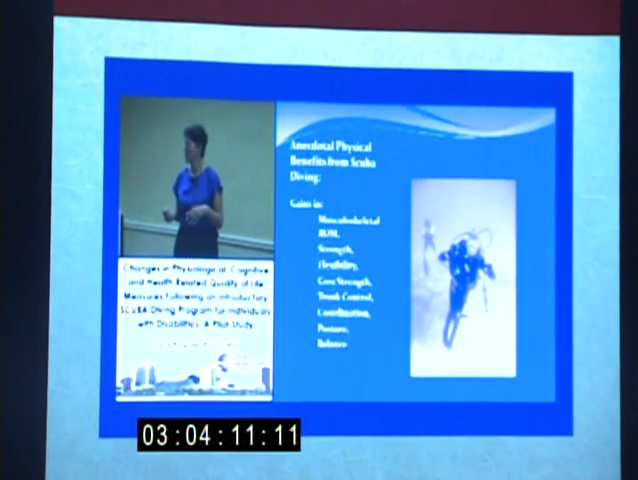 Anecdotal Physical
Benefits from Scuba
Diving:
Gains in:
Musculoskeletal
ROM,
Strength,
Flexibility,
Core Strength,
Trunk Control,
Coordination,
Posture,
Balance
Changes in Physiological, Cognitive
and Health Related Quality of Life
Measures Following an Introductory
SCUBA Diving Program for Individuals
with Disabilities: A Pilot Study
03:04:11:11